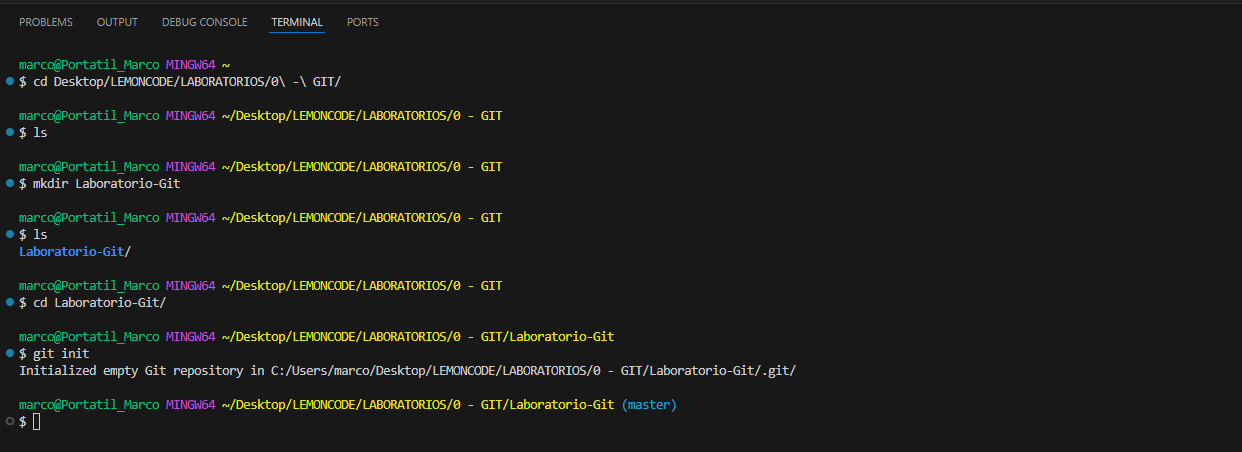 PROBLEMS OUTPUT DEBUG CONSOLE TERMINAL PORTS
marco@Portatil_Marco MINGW64 ~
$ cd Desktop/LEMONCODE/LABORATORIOS/0\ -\ GIT/
marco@Portatil_Marco MINGW64 ~/Desktop/LEMONCODE/LABORATORIOS/0 - GIT
$ ls
marco@Portatil_Marco MINGW64 ~/Desktop/LEMONCODE/LABORATORIOS/0 - GIT
$ mkdir Laboratorio-Git
marco@Portatil_Marco MINGW64 ~/Desktop/LEMONCODE/LABORATORIOS/0 - GIT
$ ls
Laboratorio-Git/
marco@Portatil_Marco MINGW64 ~/Desktop/LEMONCODE/LABORATORIOS/0 - GIT
$ cd Laboratorio-Git/
marco@Portatil_Marco MINGW64 ~/Desktop/LEMONCODE/LABORATORIOS/0 - GIT/Laboratorio-Git
$ git init
Initialized empty Git repository in C:/Users/marco/Desktop/LEMONCODE/LABORATORIOS/0 - GIT/Laboratorio-Git/.git/
marco@Portatil_Marco MINGW64 ~/Desktop/LEMONCODE/LABORATORIOS/0 - GIT/Laboratorio-Git (master)
$